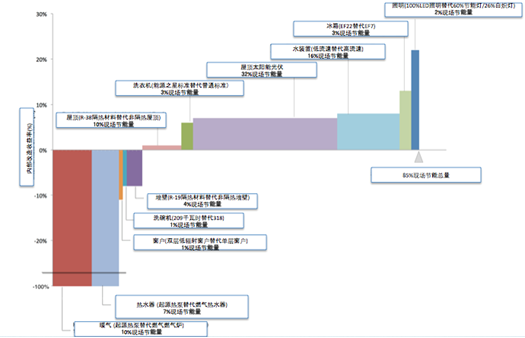 照明(100%LED照明替代60%节能灯/26%白炽灯)
2%现场节能量
冰箱(EF22替代EF7)
3%现场节能量
水装置(低流速替代高流速)
16%现场节能量
屋顶太阳能光伏
32%现场节能量
洗衣机(能源之星标准替代普通标准)
3%现场节能量
屋顶(R-38隔热材料替代非隔热屋顶)
10%现场节能量
30%
20%
10%
0%
-10%
-20%
-100%
内部改造收费率(%)
83%现场节能总量
墙壁(R-19隔热材料替代非隔热墙壁)
4%现场节能量
洗碗机(209千瓦时替代318)
1%现场节能量
窗户(双层低辐射窗户替代单层窗户)
1%现场节能量
热水器 (起源热泵替代燃气热水器)
7%现场节能量
暖气 (起源热泵替代燃气燃气炉)
10%现场节能量